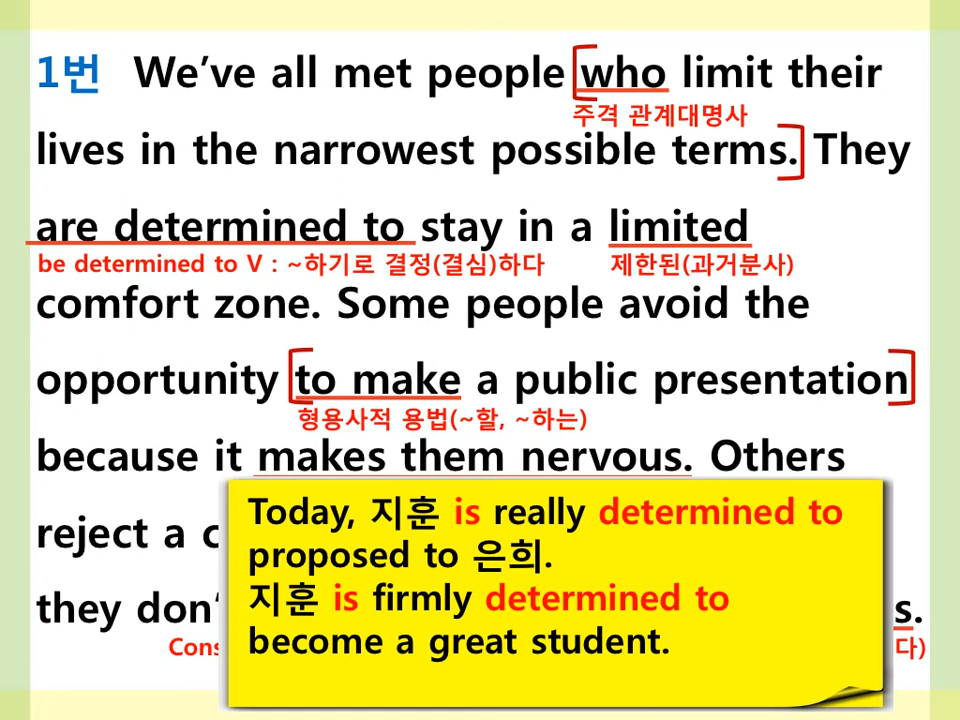 1번 We’ve all met people who limit their
주격 관계대명사
lives in the narrowest possible terms. They
are determined to stay in a limited
be determined to V : ~하기로 결정(결심)하다 제한된(과거분사)
comfort zone. Some people avoid the
opportunity to make a public presentation
형용사적 용법(~할, ~하는)
because it makes them nervous. Others
reject a
they don’ s.
다)
Today, 지훈 is really determined to
proposed to 은희.
지훈 is firmly determined to
become a great student.